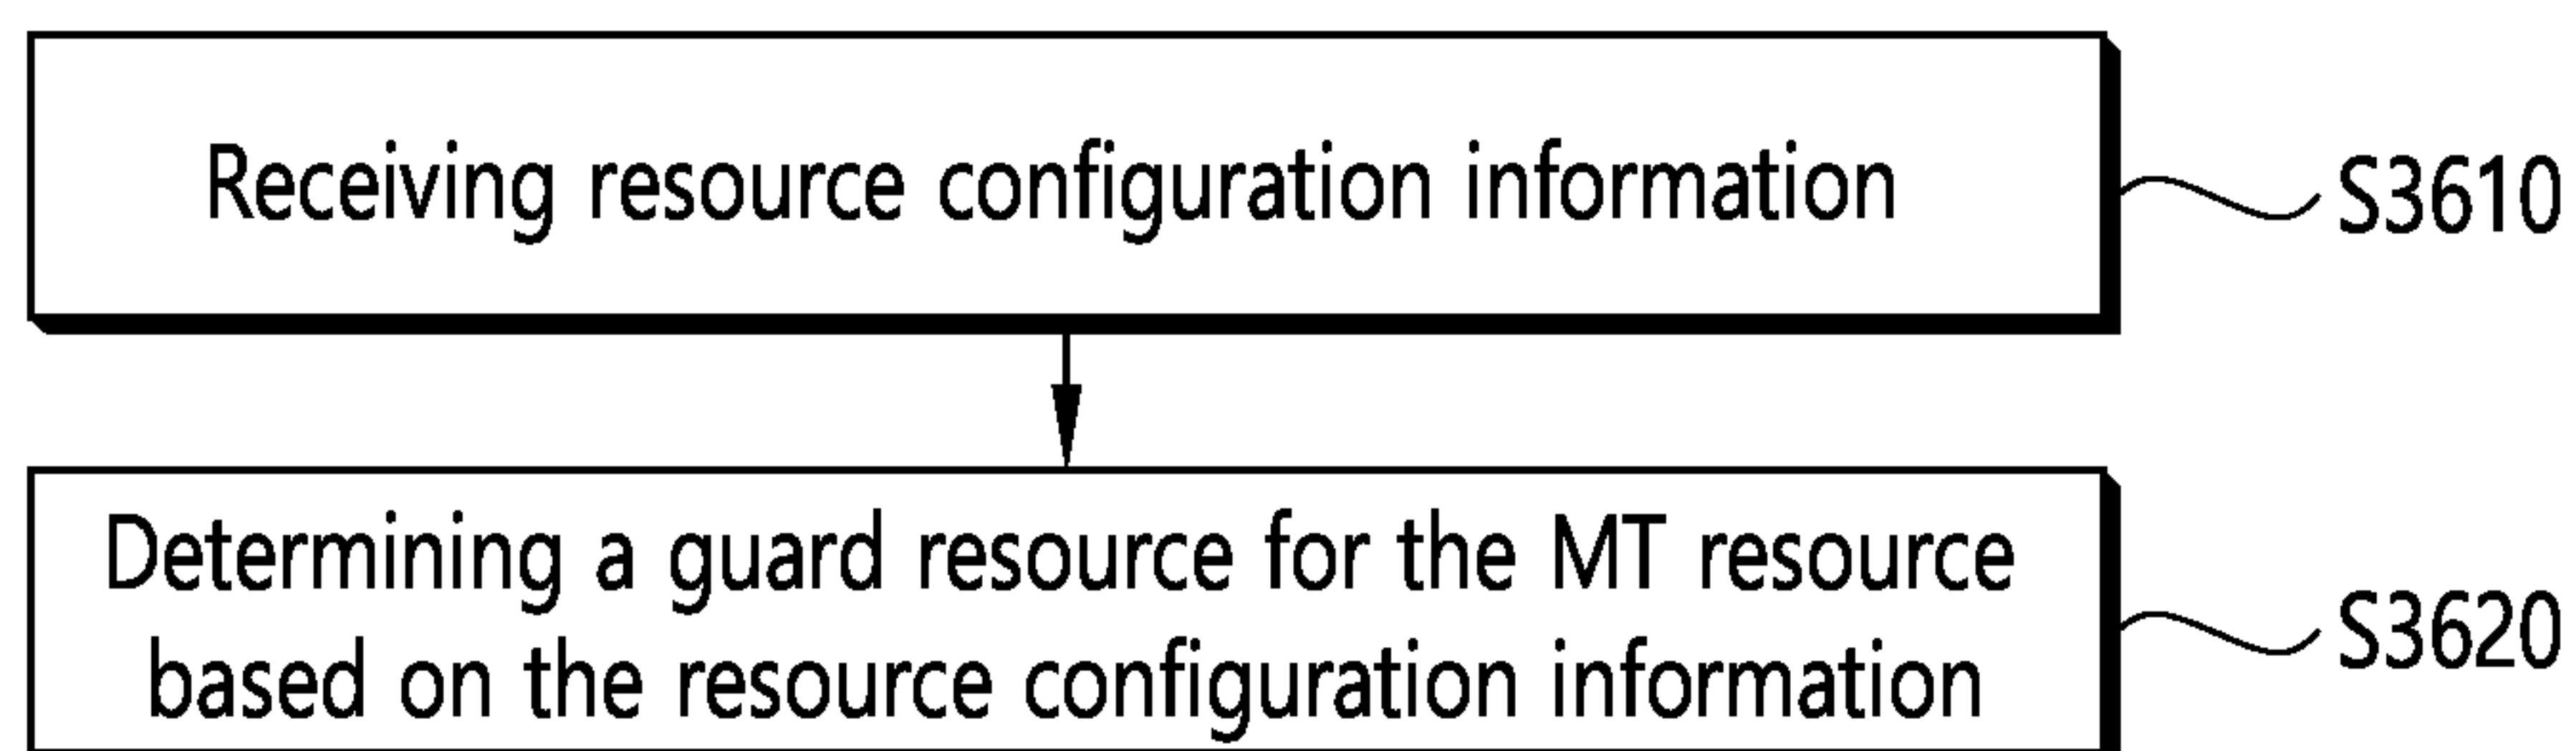 Receiving resource configuration information
S3610
Determining a guard resource for the MT resource
based on the resource configuration information
S3620